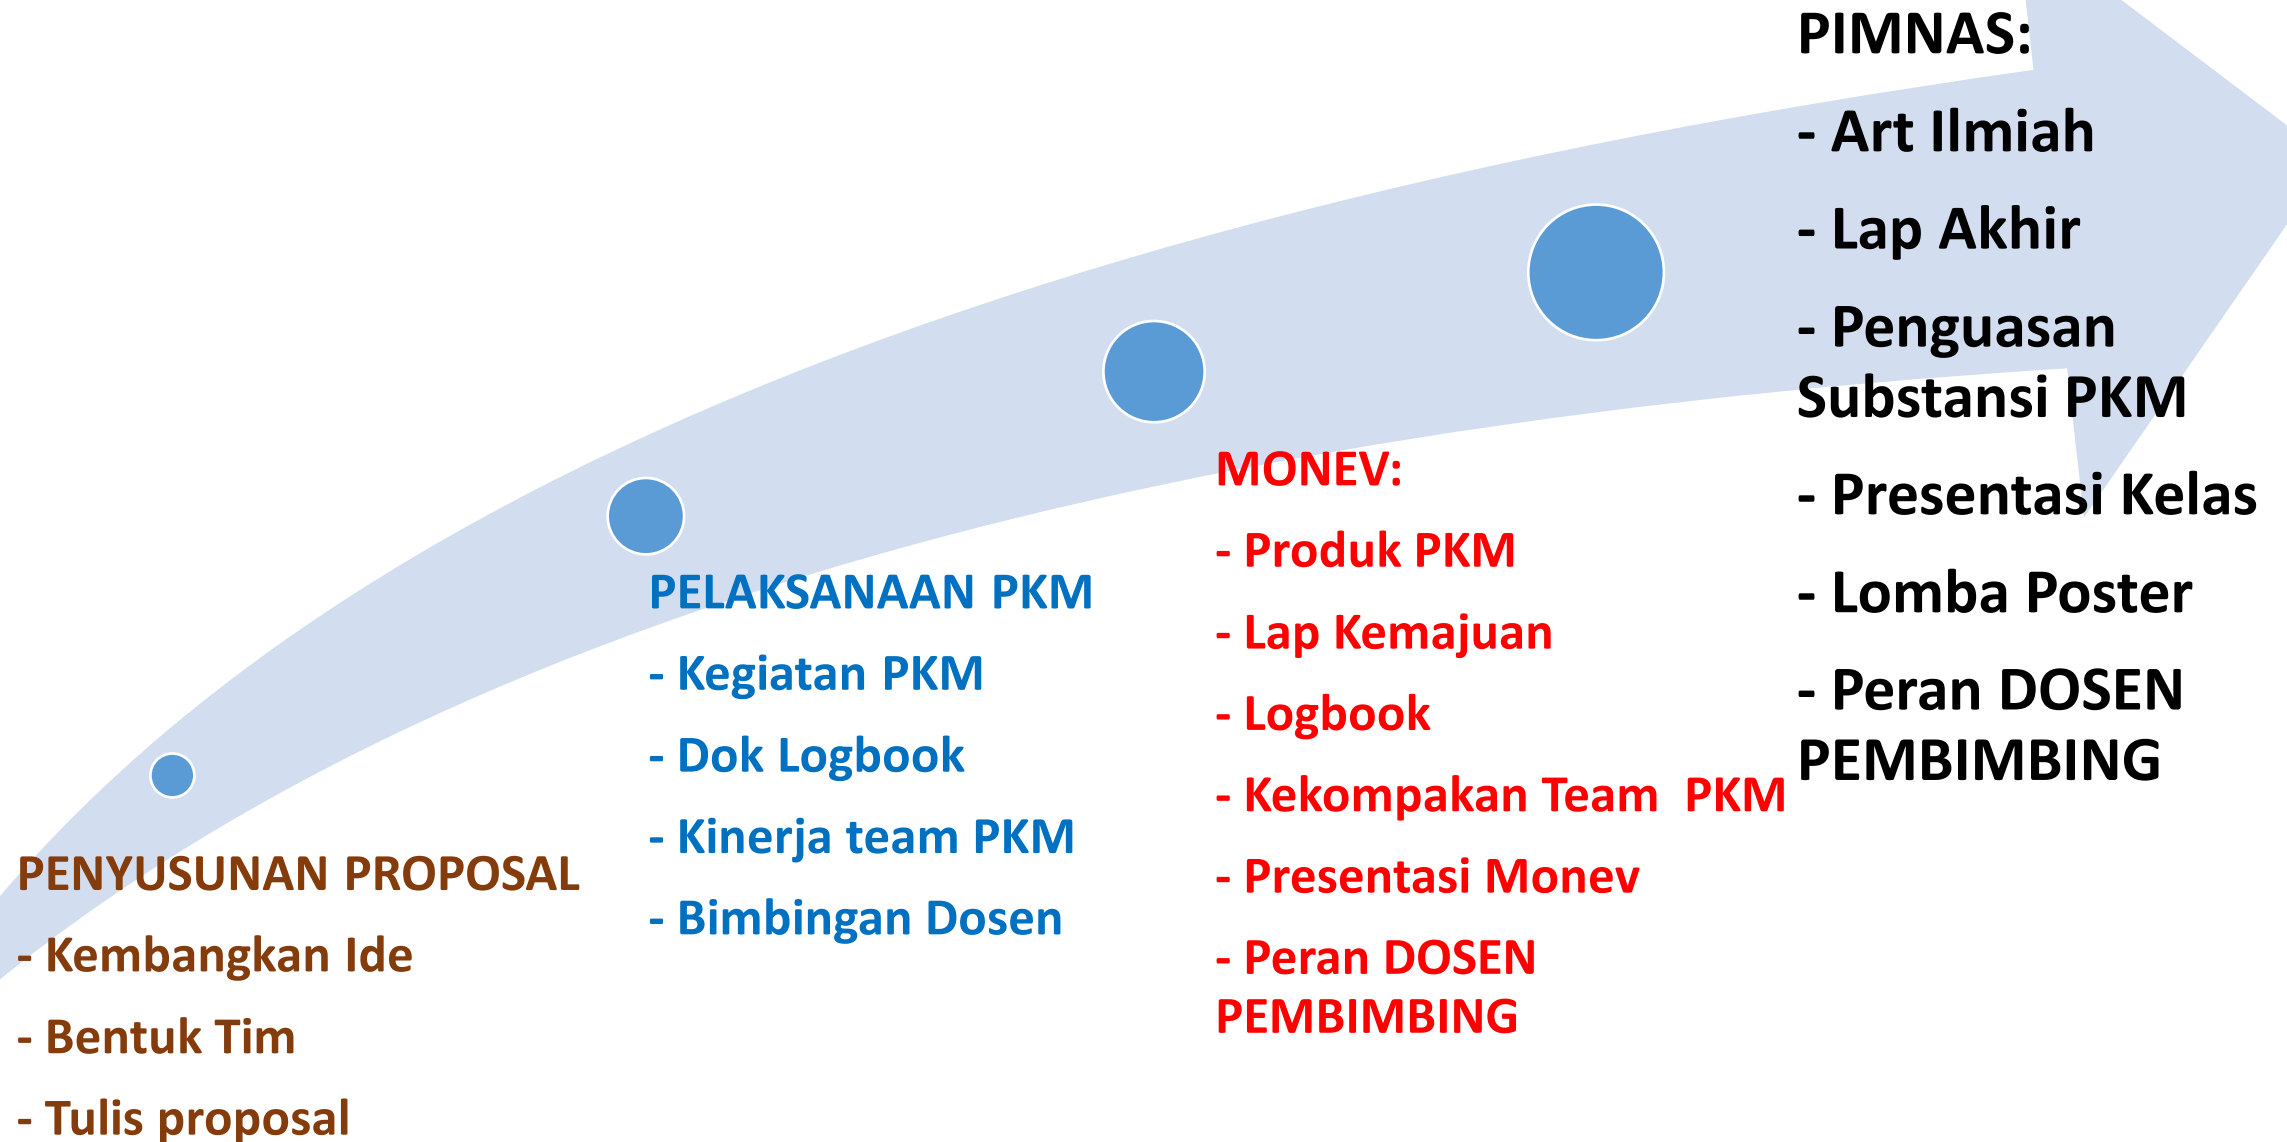 PENYUSUNAN PROPOSAL
- Kembangkan Ide
- Bentuk Tim
- Tulis proposal
PELAKSANAAN PKM
- Kegiatan PKM
- Dok Logbook
- Kinerja team PKM
- Bimbingan Dosen
MONEV:
- Produk PKM
- Lap Kemajuan
- Logbook
- Kekompakan Team  PKM
- Presentasi Monev
- Peran DOSEN
PEMBIMBING
PIMNAS:
- Art Ilmiah
- Lap Akhir
- Penguasan
Substansi PKM
- Presentasi Kelas
- Lomba Poster
- Peran DOSEN
PEMBIMBING